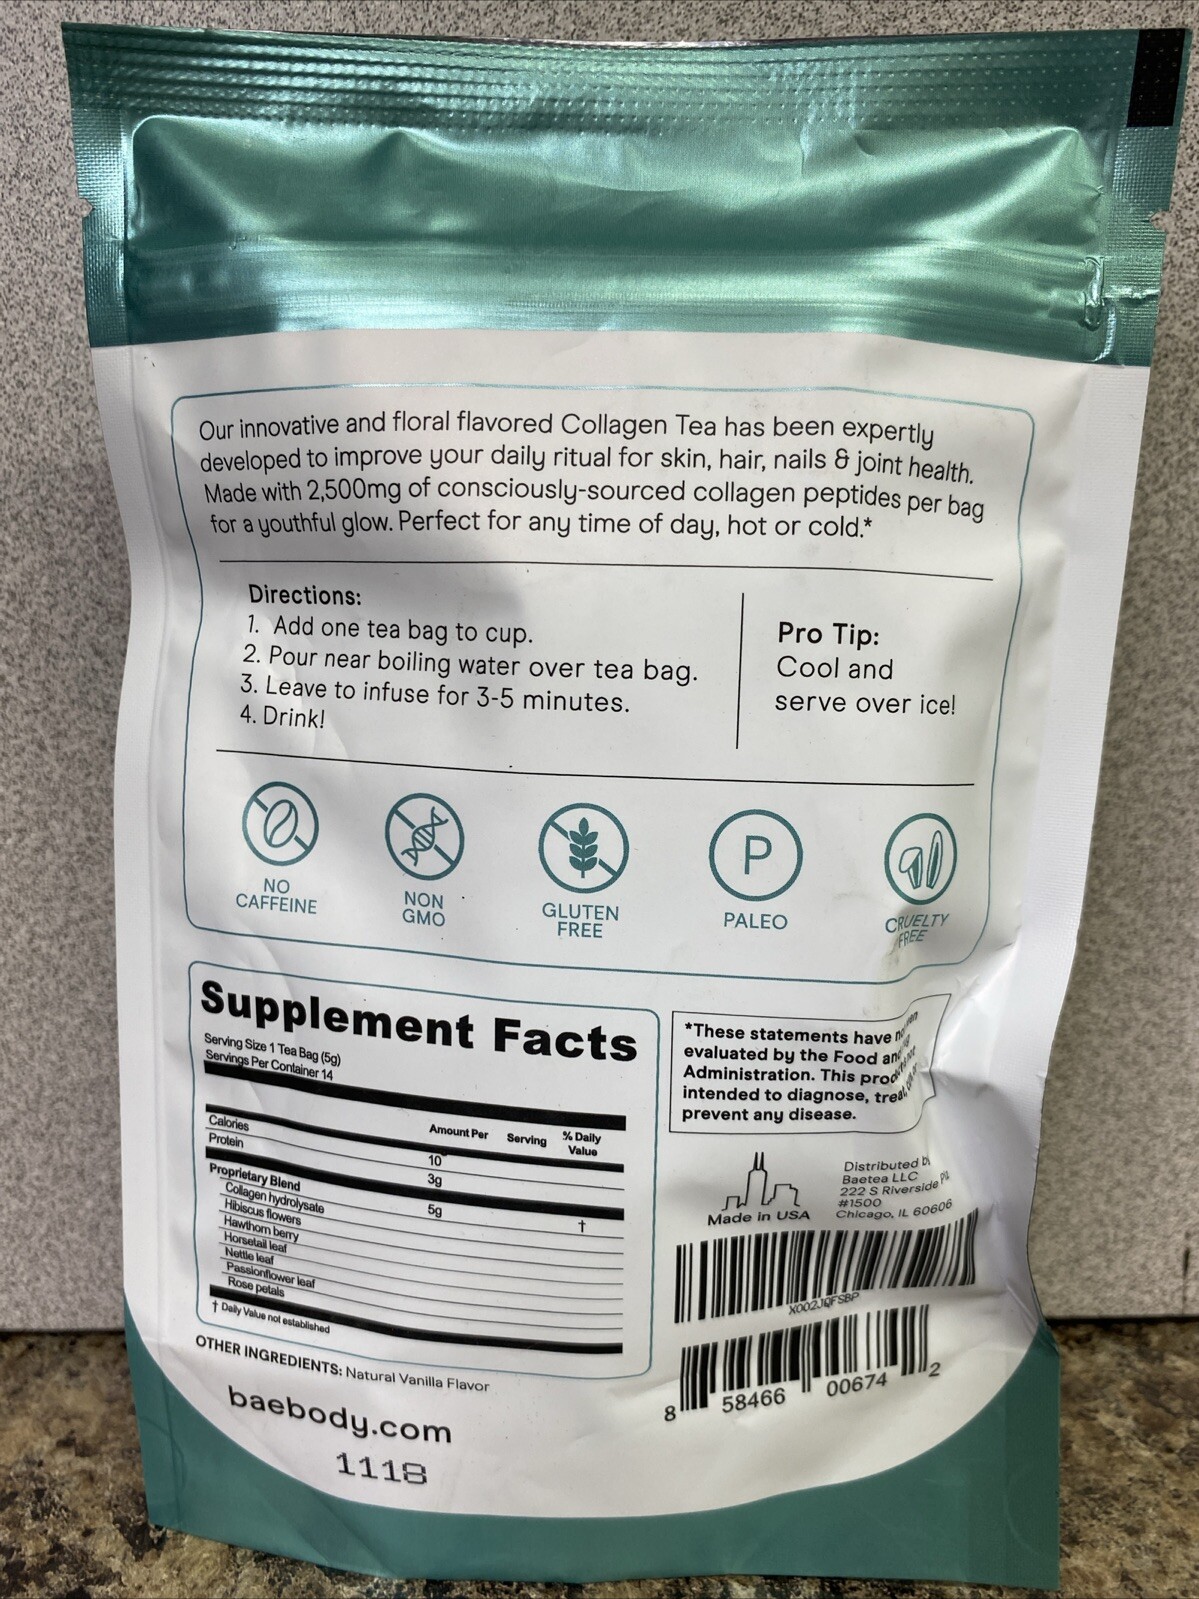 Our innovative and floral flavored Collagen Tea has been expertly
developed to improve your daily ritual for skin, hair, nails & joint health.
Made with 2,500mg of consciously-sourced collagen peptides per bag
for a youthful glow. Perfect for any time of day, hot or cold.*
Directions:
1. Add one tea bag to cup.
2. Pour near boiling water over tea bag.
3. Leave to infuse for 3-5 minutes.
4. Drink!
Pro Tip:
Cool and
serve over ice!
NO
CAFFEINE
NON
GMO
GLUTEN
FREE
P
PALEO
CRUELTY
FREE
Supplement Facts
Serving Size 1 Tea Bag (5g)
Servings Per Container 14
Amount Per Serving % Daily
Value
Calories 10
Protein 3g
Proprietary Blend 5g †
Collagen hydrolysate
Hibiscus flowers
Hawthorn berry
Horsetail leaf
Nettle leaf
Passionflower leaf
Rose petals
† Daily Value not established
OTHER INGREDIENTS: Natural Vanilla Flavor
baebody.com
1118
*These statements have
evaluated by the Food
Administration. This
intended to diagnose,
prevent any disease.
Made in USA
Distributed
Baetea LLC
222 S Riverside
#1500
Chicago, IL 60606
X002JQFSBP
8 58466 00674 2